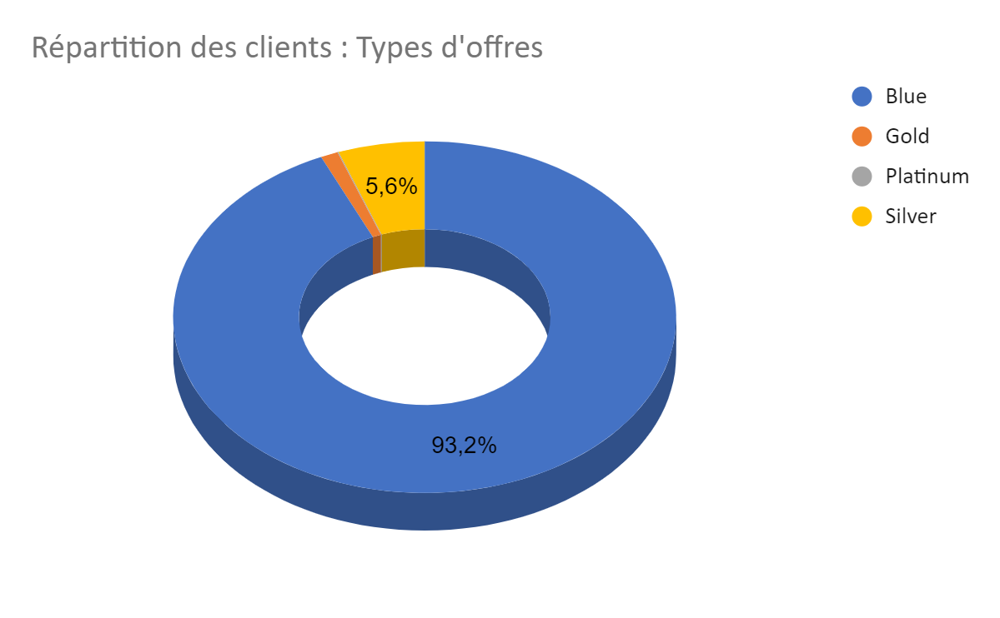 Répartition des clients : Types d'offres
Blue
Gold
Platinum
Silver
5,6%
93,2%